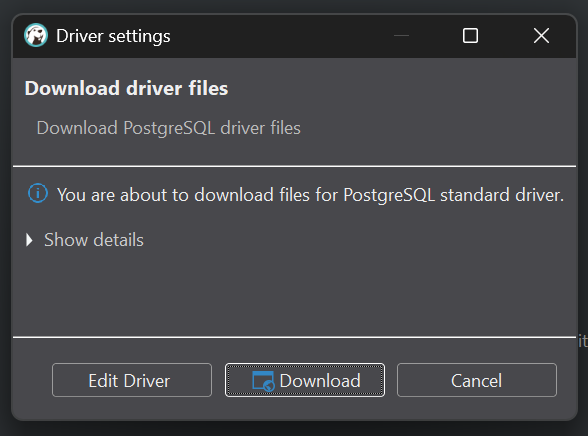 Driver settings
Download driver files
Download PostgreSQL driver files
You are about to download files for PostgreSQL standard driver.
Show details
it
Edit Driver
Download
Cancel